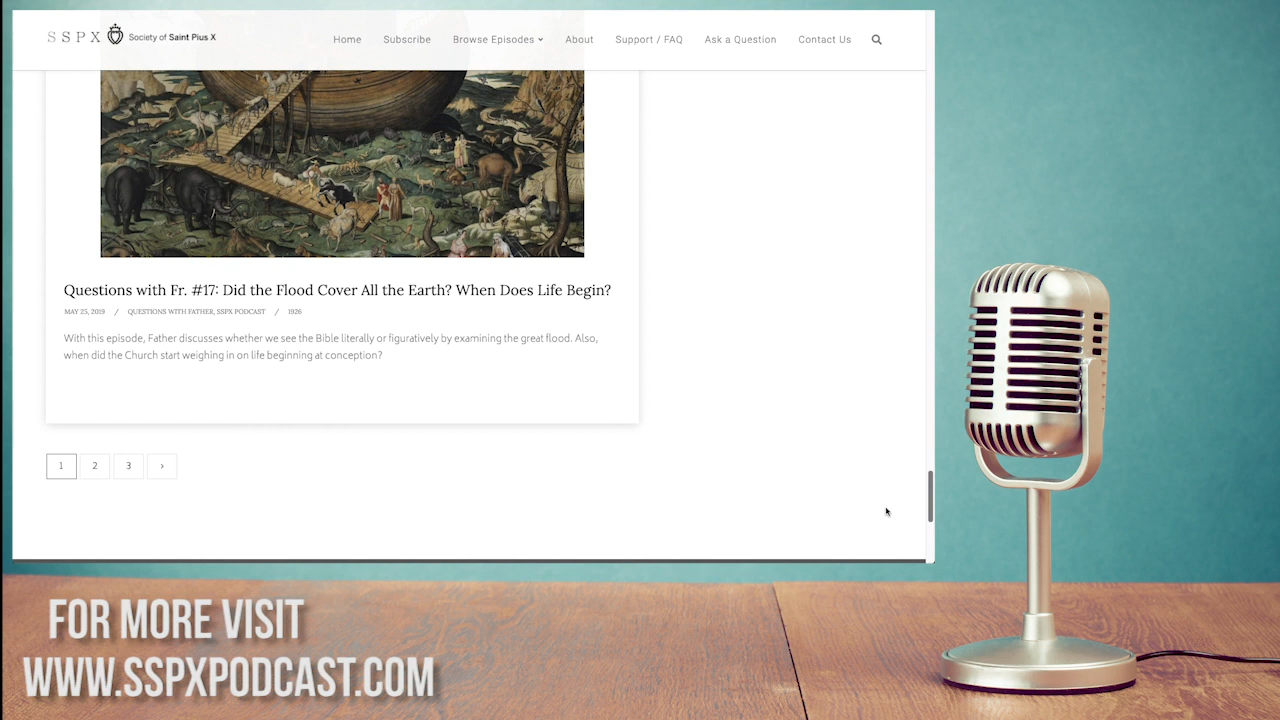 SSPX Society of Saint Pius X
Home Subscribe Browse Episodes About Support / FAQ Ask a Question Contact Us
Questions with Fr. #17: Did the Flood Cover All the Earth? When Does Life Begin?
MAY 25, 2019 / QUESTIONS WITH FATHER, SSPX PODCAST / 1926
With this episode, Father discusses whether we see the Bible literally or figuratively by examining the great flood. Also,
when did the Church start weighing in on life beginning at conception?
1 2 3 ›
FOR MORE VISIT
WWW.SSPXPODCAST.COM